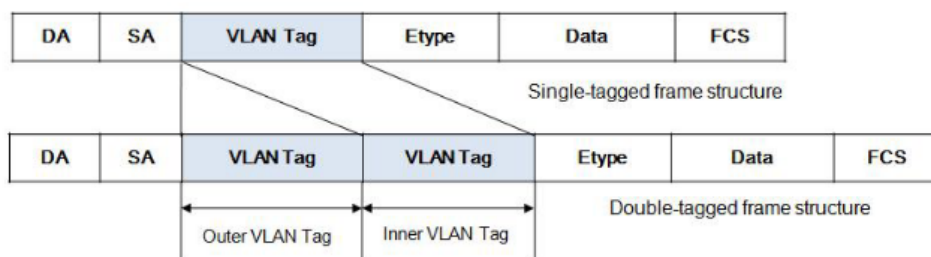 DA SA VLAN Tag Etype Data FCS
Single-tagged frame structure
DA SA VLAN Tag VLAN Tag Etype Data FCS
Double-tagged frame structure
Outer VLAN Tag Inner VLAN Tag